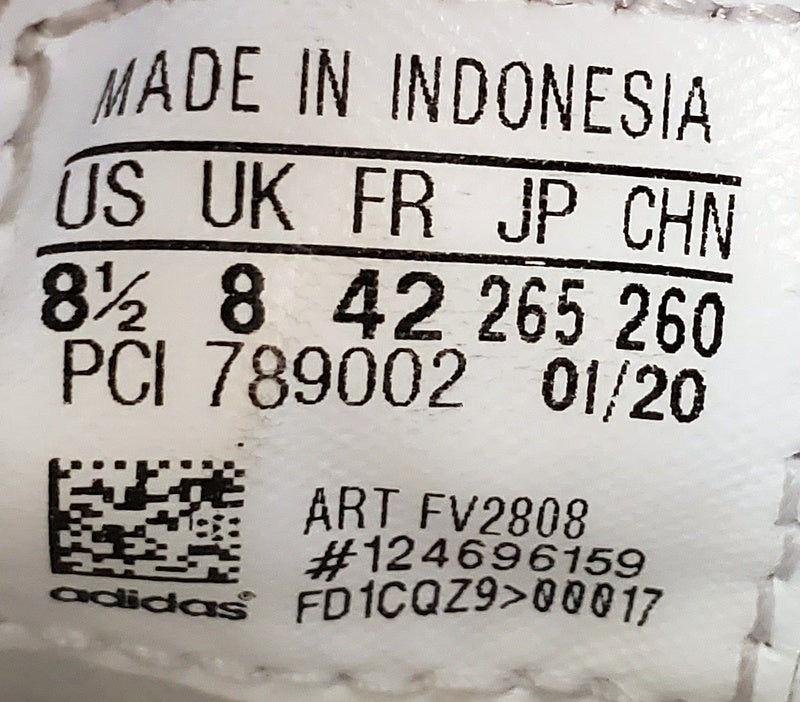 MADE IN INDONESIA
US UK FR JP CHN
8½ 8 42 265 260
PCI 789002 01/20
ART FV2808
#124696159
FD1CQZ9>00017
adidas®